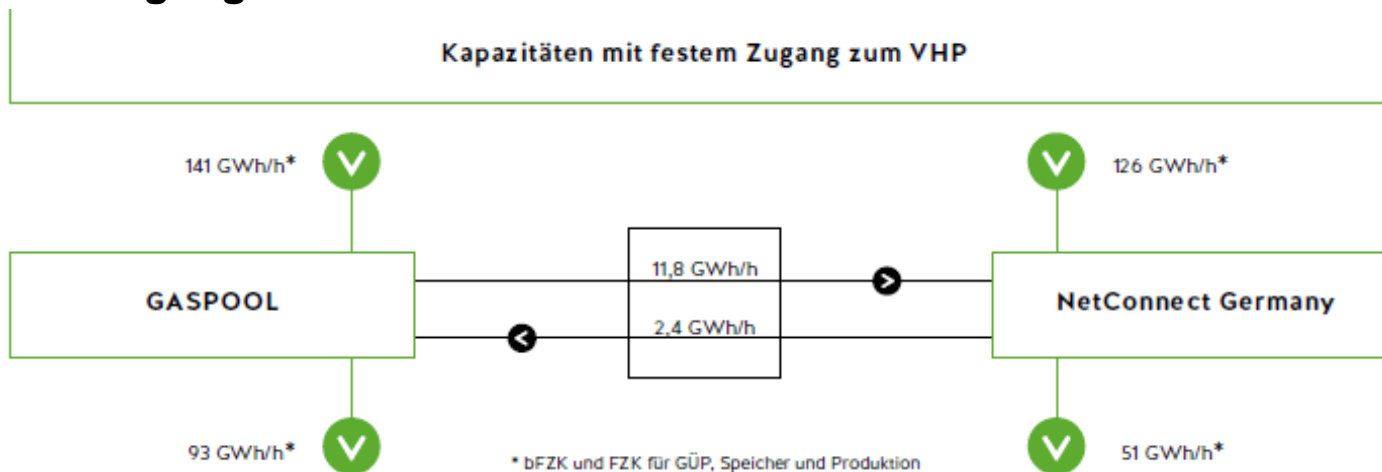 Kapazitäten mit festem Zugang zum VHP
141 GWh/h*
126 GWh/h*
11,8 GWh/h
GASPOOL
NetConnect Germany
2,4 GWh/h
93 GWh/h*
* bFZK und FZK für GÜP, Speicher und Produktion
51 GWh/h*